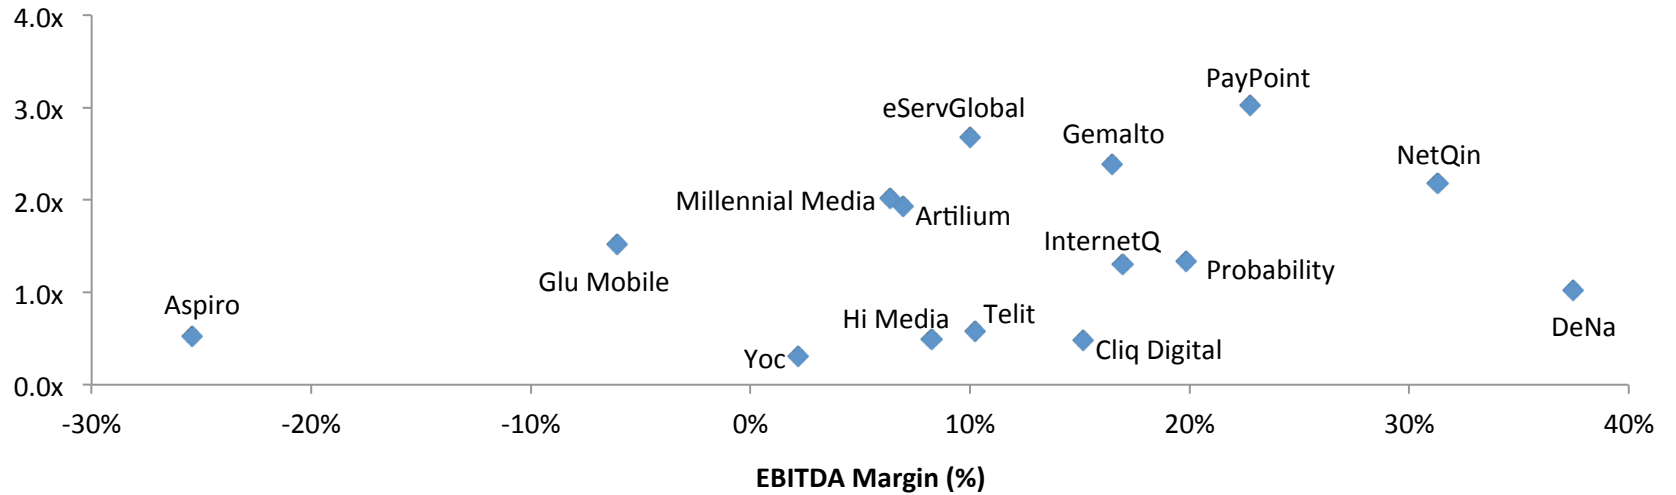 4.0x
PayPoint
3.0x
eServGlobal
Gemalto
NetQin
2.0x
Millennial Media
Artilium
InternetQ
Glu Mobile
Probability
1.0x
Aspiro
Hi Media
Telit
DeNa
Yoc
Cliq Digital
0.0x
-30%
-20%
-10%
0%
10%
20%
30%
40%
EBITDA Margin (%)